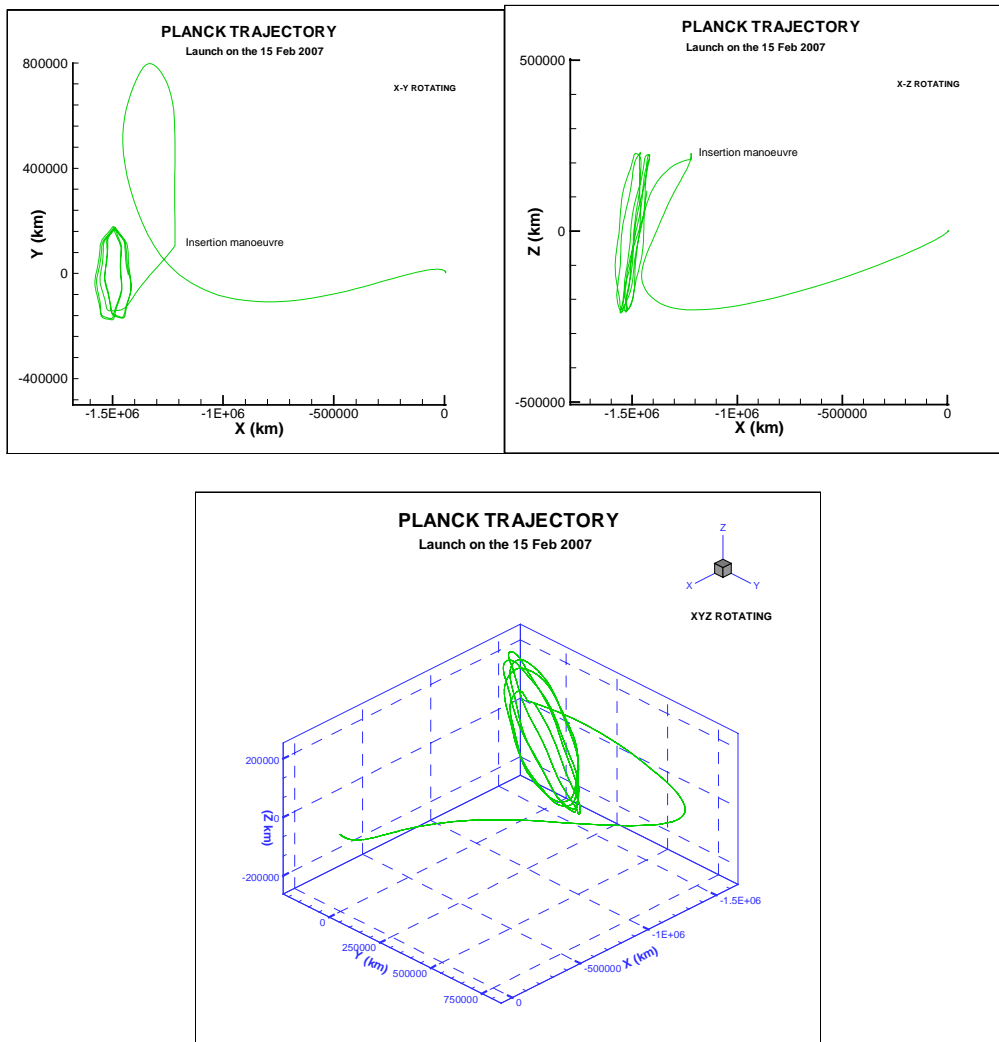 PLANCK TRAJECTORY
Launch on the 15 Feb 2007
X-Y ROTATING
800000
400000
0
-400000
Y (km)
Insertion manoeuvre
-1.5E+06
-1E+06
-500000
0
X (km)
PLANCK TRAJECTORY
Launch on the 15 Feb 2007
X-Z ROTATING
500000
0
-500000
Z (km)
Insertion manoeuvre
-1.5E+06
-1E+06
-500000
0
X (km)
PLANCK TRAJECTORY
Launch on the 15 Feb 2007
Z
X
Y
XYZ ROTATING
200000
0
-200000
(Z km)
0
250000
500000
750000
Y (km)
-1.5E+06
-1E+06
-500000
0
X (km)